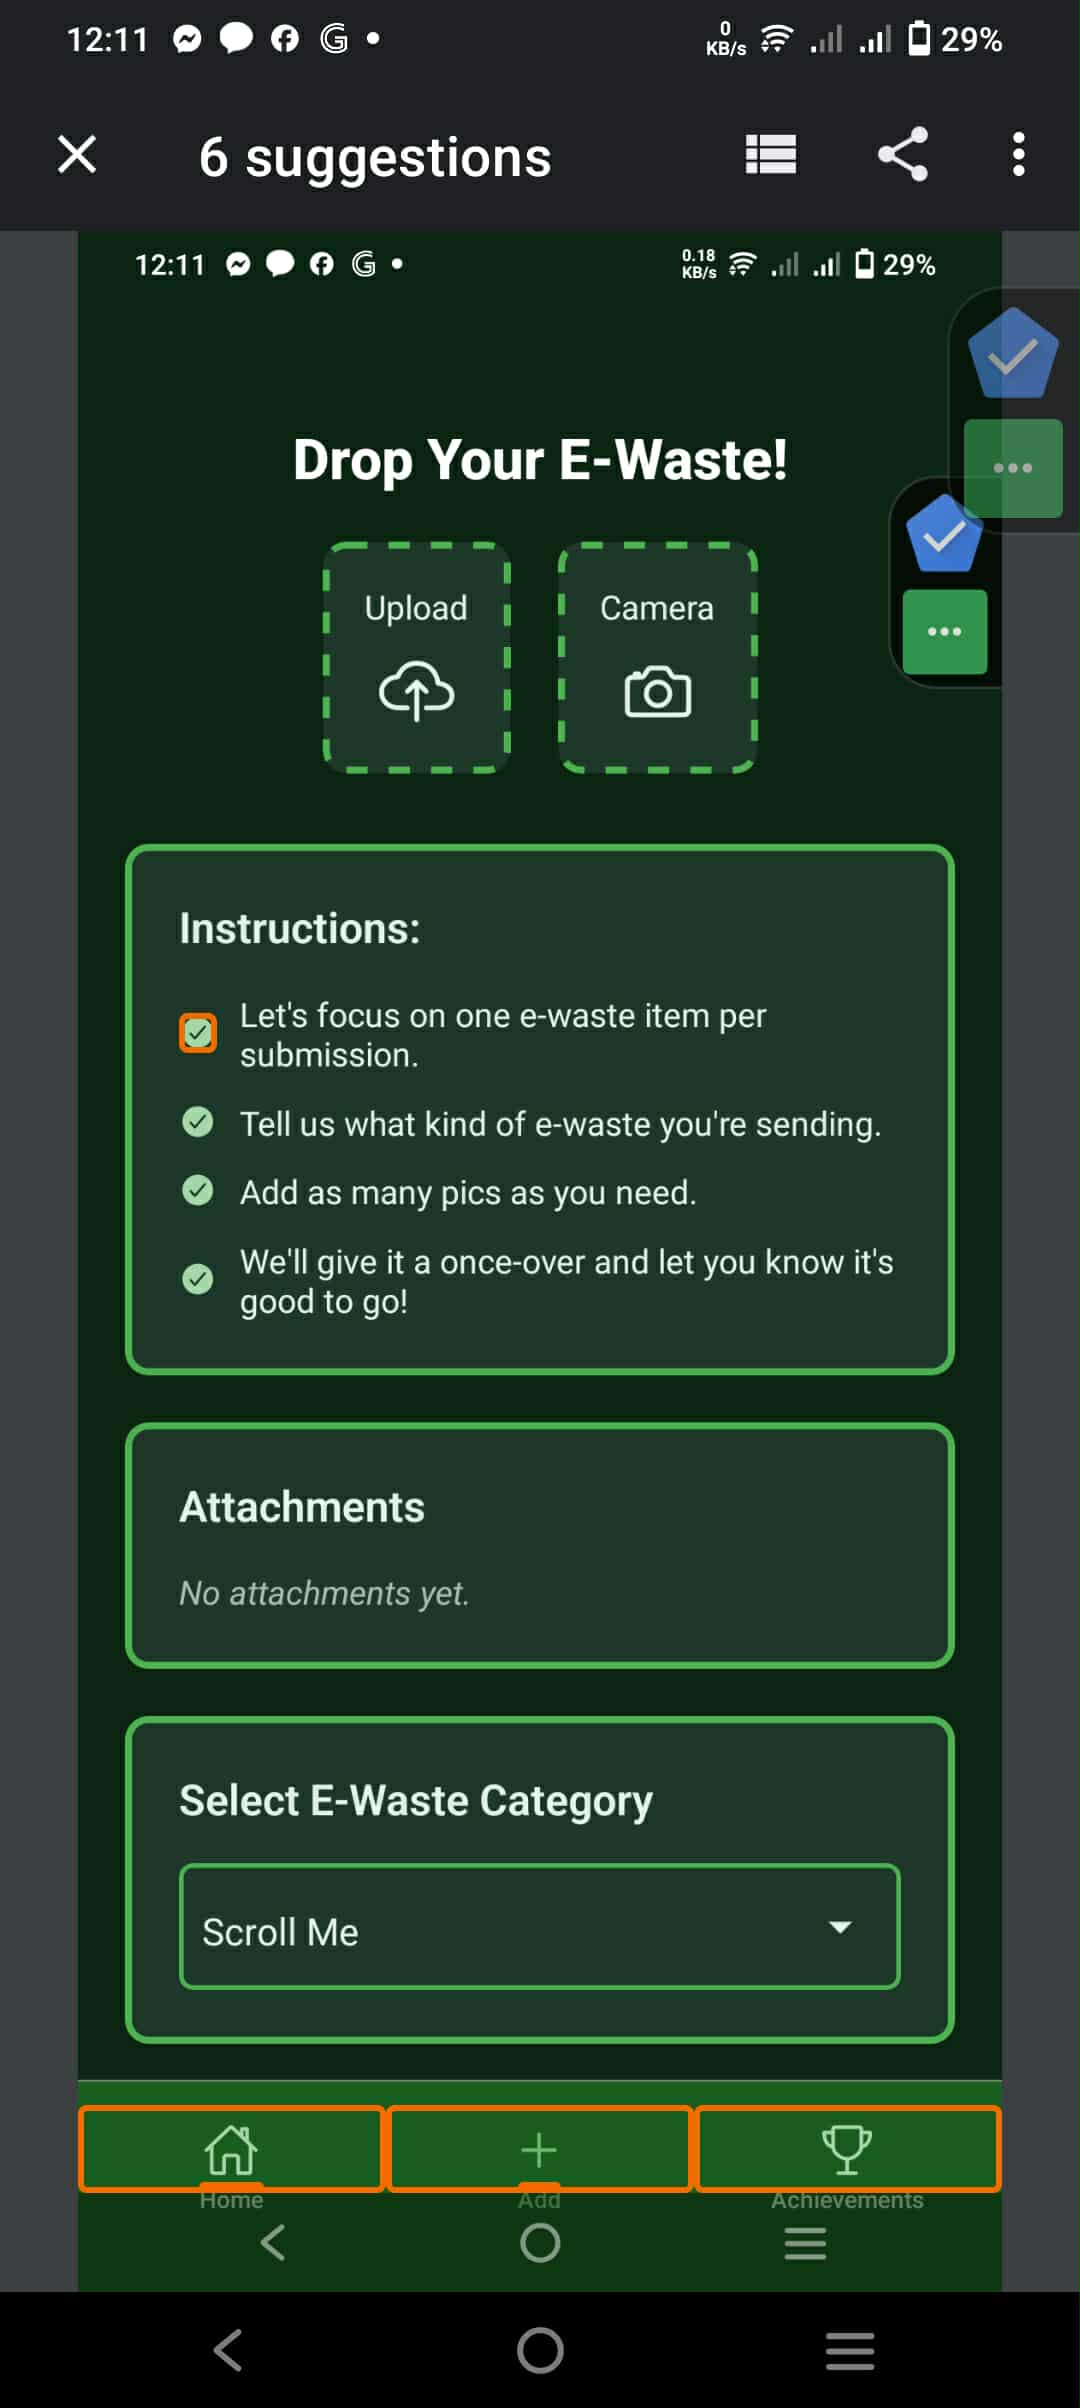 12:11
0
KB/s
29%
6 suggestions
12:11
0.18
KB/s
29%
Drop Your E-Waste!
Upload
Camera
Instructions:
Let's focus on one e-waste item per
submission.
Tell us what kind of e-waste you're sending.
Add as many pics as you need.
We'll give it a once-over and let you know it's
good to go!
Attachments
No attachments yet.
Select E-Waste Category
Scroll Me
Home
Add
Achievements